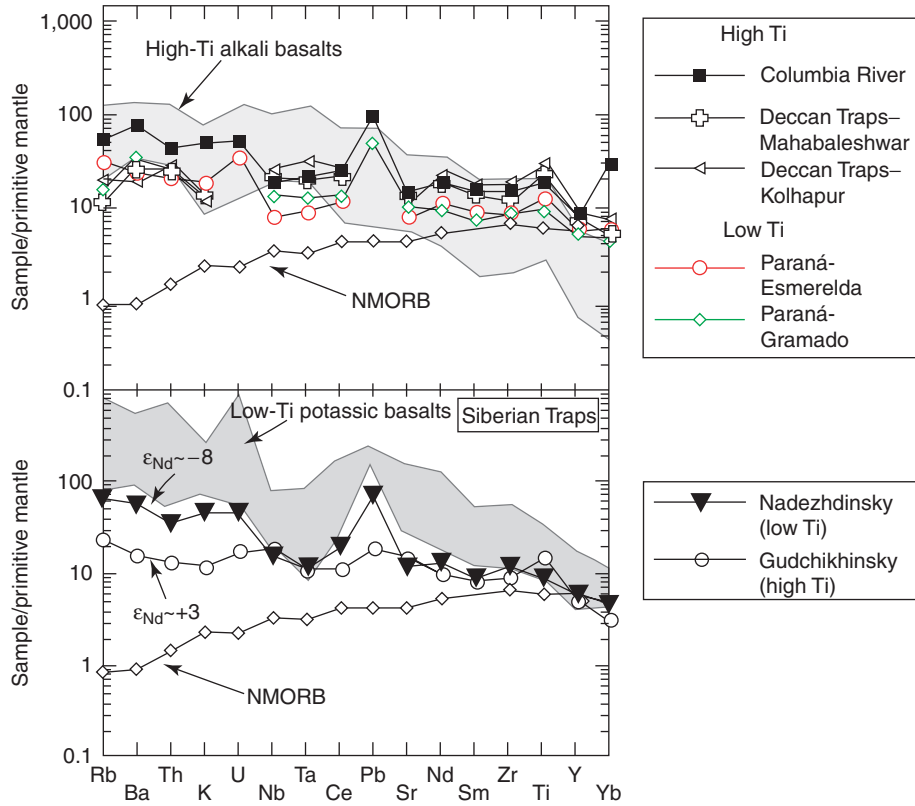 1,000
100
10
1
0.1
Sample/primitive mantle
High-Ti alkali basalts
NMORB
High Ti
Columbia River
Deccan Traps–
Mahabaleshwar
Deccan Traps–
Kolhapur
Low Ti
Paraná-
Esmerelda
Paraná-
Gramado
100
10
1
0.1
Sample/primitive mantle
Low-Ti potassic basalts
Siberian Traps
εNd~−8
εNd~+3
NMORB
Nadezhdinsky
(low Ti)
Gudchikhinsky
(high Ti)
Rb Th U Ta Pb Nd Zr Y
Ba K Nb Ce Sr Sm Ti Yb